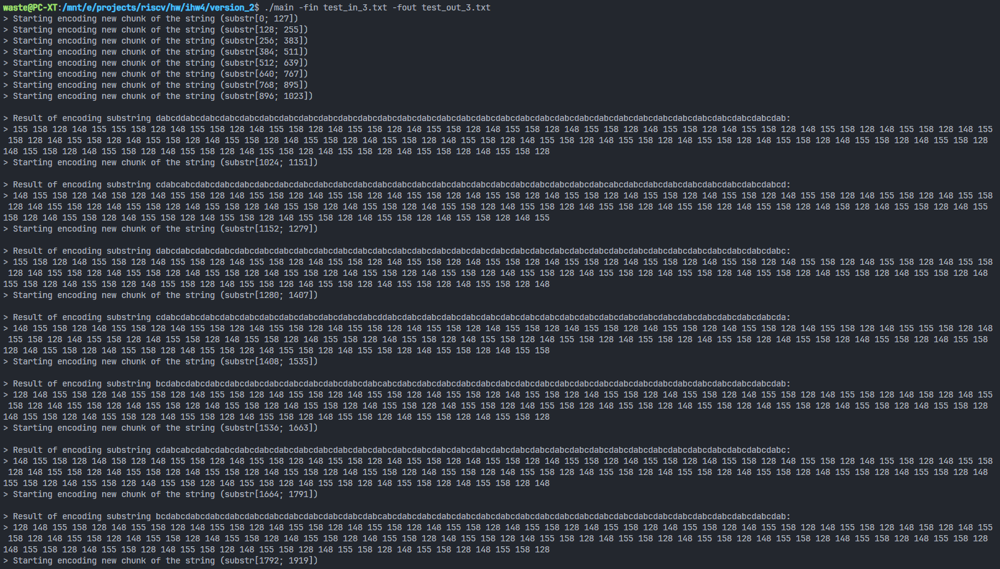 waste@PC-XT:/mnt/e/projects/riscv/hw/ihw4/version_2$ ./main -fin test_in_3.txt -fout test_out_3.txt
> Starting encoding new chunk of the string (substr[0; 127])
> Starting encoding new chunk of the string (substr[128; 255])
> Starting encoding new chunk of the string (substr[256; 383])
> Starting encoding new chunk of the string (substr[384; 511])
> Starting encoding new chunk of the string (substr[512; 639])
> Starting encoding new chunk of the string (substr[640; 767])
> Starting encoding new chunk of the string (substr[768; 895])
> Starting encoding new chunk of the string (substr[896; 1023])
> Result of encoding substring dabcddabcdabcdabcdabcdabcdabcdabcdabcdabcdabcdabcdabcdabcdabcdabcdabcdabcdabcdabcdabcdabcdabcdabcdabcdabcdabcdabcdabcdabcdabcdab:
> 155 158 128 148 155 155 158 128 148 155 158 128 148 155 158 128 148 155 158 128 148 155 158 128 148 155 158 128 148 155 158 128 148 155 158 128 148 155 158 128 148 155 158 128 148 155 158 128 148 155
158 128 148 155 158 128 148 155 158 128 148 155 158 128 148 155 158 128 148 155 158 128 148 155 158 128 148 155 158 128 148 155 158 128 148 155 158 128 148 155 158 128 148 155 158 128 148 155 158 128
148 155 158 128 148 155 158 128 148 155 158 128 148 155 158 128 148 155 158 128 148 155 158 128 148 155 158 128
> Starting encoding new chunk of the string (substr[1024; 1151])
> Result of encoding substring cdabcabcdabcdabcdabcdabcdabcdabcdabcdabcdabcdabcdabcdabcdabcdabcdabcdabcdabcdabcdabcdabcdabcabcdabcdabcdabcdabcdabcdabcdabcdabcd:
> 148 155 158 128 148 158 128 148 155 158 128 148 155 158 128 148 155 158 128 148 155 158 128 148 155 158 128 148 155 158 128 148 155 158 128 148 155 158 128 148 155 158 128 148 155 158 128 148 155 158
128 148 155 158 128 148 155 158 128 148 155 158 128 148 155 158 128 148 155 158 128 148 155 158 128 148 155 158 128 148 155 158 128 148 155 158 128 148 155 158 128 148 158 128 148 155 158 128 148 155
158 128 148 155 158 128 148 155 158 128 148 155 158 128 148 155 158 128 148 155 158 128 148 155 158 128 148 155
> Starting encoding new chunk of the string (substr[1152; 1279])
> Result of encoding substring dabcdabcdabcdabcdabcdabcdabcdabcdabcdabcdabcdabcdabcdabcdabcdabcdabcdabcdabcdabcdabcdabcdabcdabcdabcdabcdabcdabcdabcdabcdabcdabc:
> 155 158 128 148 155 158 128 148 155 158 128 148 155 158 128 148 155 158 128 148 155 158 128 148 155 158 128 148 155 158 128 148 155 158 128 148 155 158 128 148 155 158 128 148 155 158 128 148 155 158
128 148 155 158 128 148 155 158 128 148 155 158 128 148 155 158 128 148 155 158 128 148 155 158 128 148 155 158 128 148 155 158 128 148 155 158 128 148 155 158 128 148 155 158 128 148 155 158 128 148
155 158 128 148 155 158 128 148 155 158 128 148 155 158 128 148 155 158 128 148 155 158 128 148 155 158 128 148
> Starting encoding new chunk of the string (substr[1280; 1407])
> Result of encoding substring cdabcdabcdabcdabcdabcdabcdabcdabcdabcdabcdabcddabcdabcdabcdabcdabcdabcdabcdabcdabcdabcdabcdabcdabcdabcdabcdabcdabcdabcdabcdabcda:
> 148 155 158 128 148 155 158 128 148 155 158 128 148 155 158 128 148 155 158 128 148 155 158 128 148 155 158 128 148 155 158 128 148 155 158 128 148 155 158 128 148 155 158 128 148 155 155 158 128 148
155 158 128 148 155 158 128 148 155 158 128 148 155 158 128 148 155 158 128 148 155 158 128 148 155 158 128 148 155 158 128 148 155 158 128 148 155 158 128 148 155 158 128 148 155 158 128 148 155 158
128 148 155 158 128 148 155 158 128 148 155 158 128 148 155 158 128 148 155 158 128 148 155 158 128 148 155 158
> Starting encoding new chunk of the string (substr[1408; 1535])
> Result of encoding substring bcdabcdabcdabcdabcdabcdabcdabcdabcdabcdabcdabcabcdabcdabcdabcdabcdabcdabcdabcdabcdabcdabcdabcdabcdabcdabcdabcdabcdabcdabcdabcdab:
> 128 148 155 158 128 148 155 158 128 148 155 158 128 148 155 158 128 148 155 158 128 148 155 158 128 148 155 158 128 148 155 158 128 148 155 158 128 148 155 158 128 148 155 158 128 148 158 128 148 155
158 128 148 155 158 128 148 155 158 128 148 155 158 128 148 155 158 128 148 155 158 128 148 155 158 128 148 155 158 128 148 155 158 128 148 155 158 128 148 155 158 128 148 155 158 128 148 155 158 128
148 155 158 128 148 155 158 128 148 155 158 128 148 155 158 128 148 155 158 128 148 155 158 128 148 155 158 128
> Starting encoding new chunk of the string (substr[1536; 1663])
> Result of encoding substring cdabcabcdabcdabcdabcdabcdabcdabcdabcdabcdabcdabcdabcdabcdabcdabcdabcdabcdabcdabcdabcdabcdabcdabcdabcdabcdabcdabcdabcdabcdabcdabc:
> 148 155 158 128 148 158 128 148 155 158 128 148 155 158 128 148 155 158 128 148 155 158 128 148 155 158 128 148 155 158 128 148 155 158 128 148 155 158 128 148 155 158 128 148 155 158 128 148 155 158
128 148 155 158 128 148 155 158 128 148 155 158 128 148 155 158 128 148 155 158 128 148 155 158 128 148 155 158 128 148 155 158 128 148 155 158 128 148 155 158 128 148 155 158 128 148 155 158 128 148
155 158 128 148 155 158 128 148 155 158 128 148 155 158 128 148 155 158 128 148 155 158 128 148 155 158 128 148
> Starting encoding new chunk of the string (substr[1664; 1791])
> Result of encoding substring bcdabcdabcdabcdabcdabcdabcdabcdabcdabcdabcdabcabcdabcdabcdabcdabcdabcdabcdabcdabcdabcdabcdabcdabcdabcdabcdabcdabcdabcdabcdabcdab:
> 128 148 155 158 128 148 155 158 128 148 155 158 128 148 155 158 128 148 155 158 128 148 155 158 128 148 155 158 128 148 155 158 128 148 155 158 128 148 155 158 128 148 155 158 128 148 158 128 148 155
158 128 148 155 158 128 148 155 158 128 148 155 158 128 148 155 158 128 148 155 158 128 148 155 158 128 148 155 158 128 148 155 158 128 148 155 158 128 148 155 158 128 148 155 158 128 148 155 158 128
148 155 158 128 148 155 158 128 148 155 158 128 148 155 158 128 148 155 158 128 148 155 158 128 148 155 158 128
> Starting encoding new chunk of the string (substr[1792; 1919])